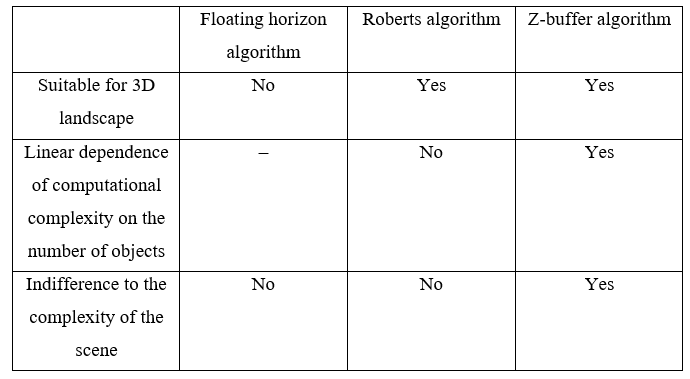 Floating horizon
algorithm
Roberts algorithm
Z-buffer algorithm
Suitable for 3D
landscape
No
Yes
Yes
Linear dependence
of computational
complexity on the
number of objects
–
No
Yes
Indifference to the
complexity of the
scene
No
No
Yes